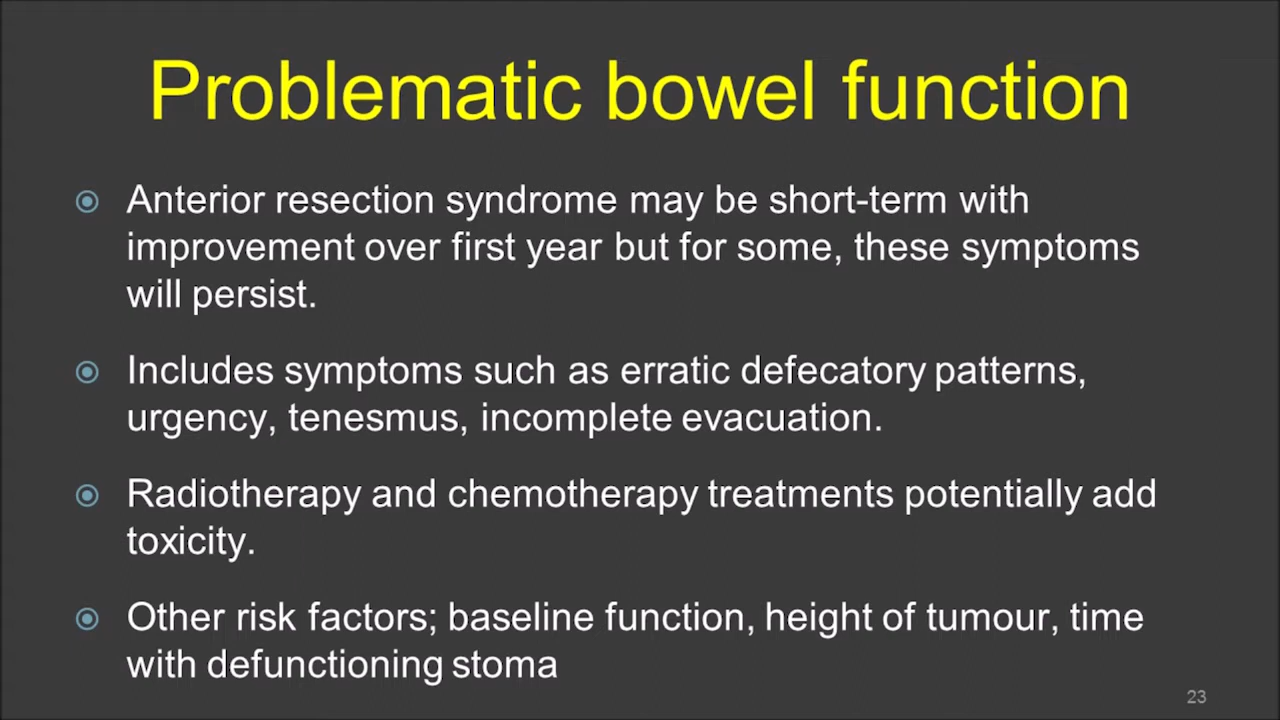 Problematic bowel function
Anterior resection syndrome may be short-term with
improvement over first year but for some, these symptoms
will persist.
Includes symptoms such as erratic defecatory patterns,
urgency, tenesmus, incomplete evacuation.
Radiotherapy and chemotherapy treatments potentially add
toxicity.
Other risk factors; baseline function, height of tumour, time
with defunctioning stoma
23